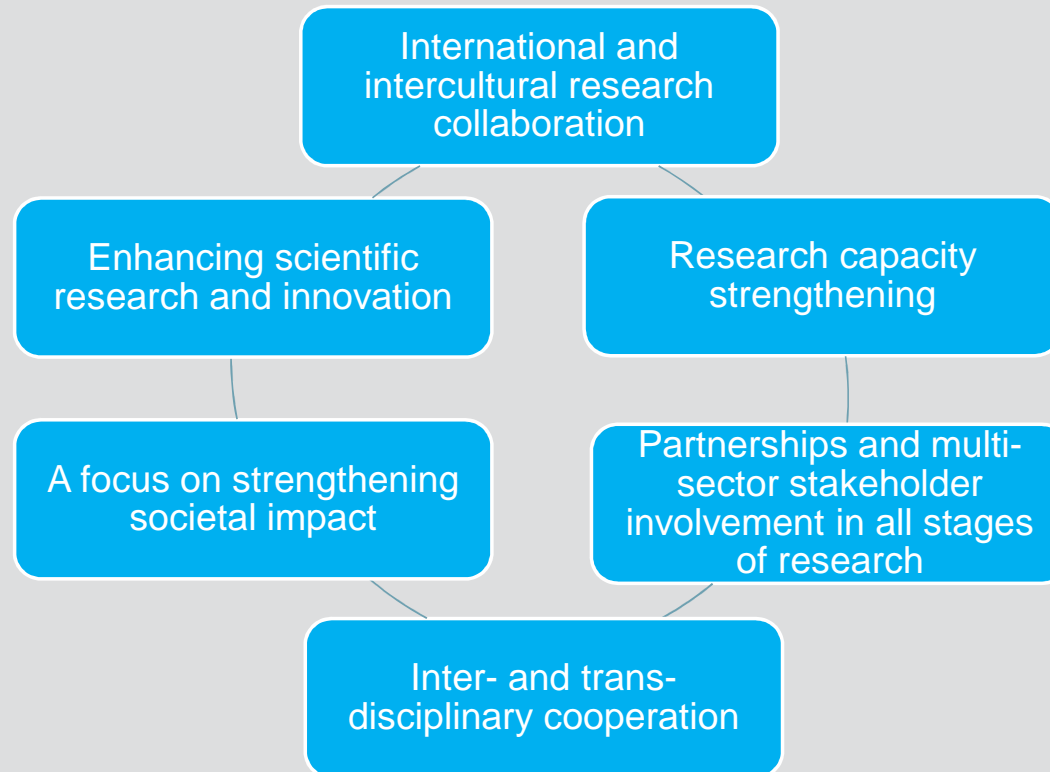 International and
intercultural research
collaboration
Enhancing scientific
research and innovation
Research capacity
strengthening
A focus on strengthening
societal impact
Partnerships and multi-
sector stakeholder
involvement in all stages
of research
Inter- and trans-
disciplinary cooperation